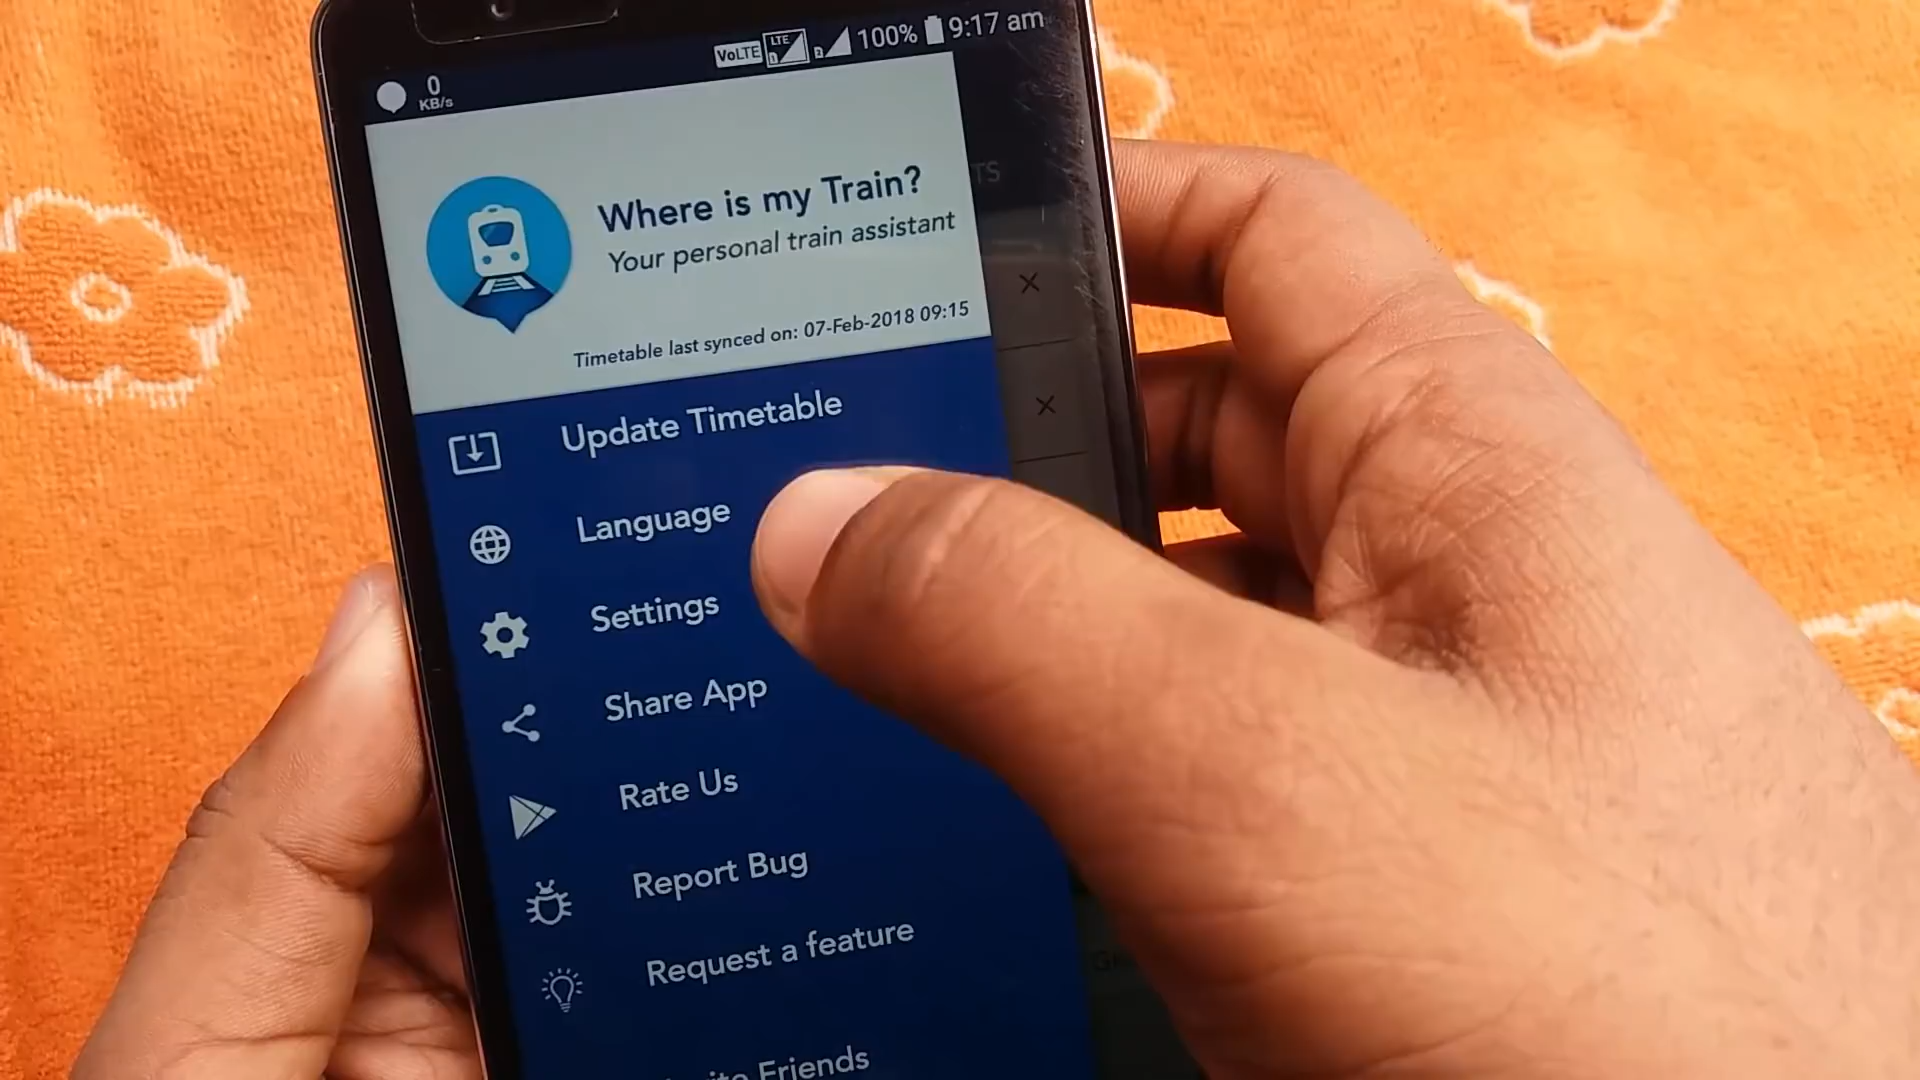 0
KB/s
VoLTE LTE 100% 9:17 am
Where is my Train?
Your personal train assistant
Timetable last synced on: 07-Feb-2018 09:15
Update Timetable
Language
Settings
Share App
Rate Us
Report Bug
Request a feature
Friends